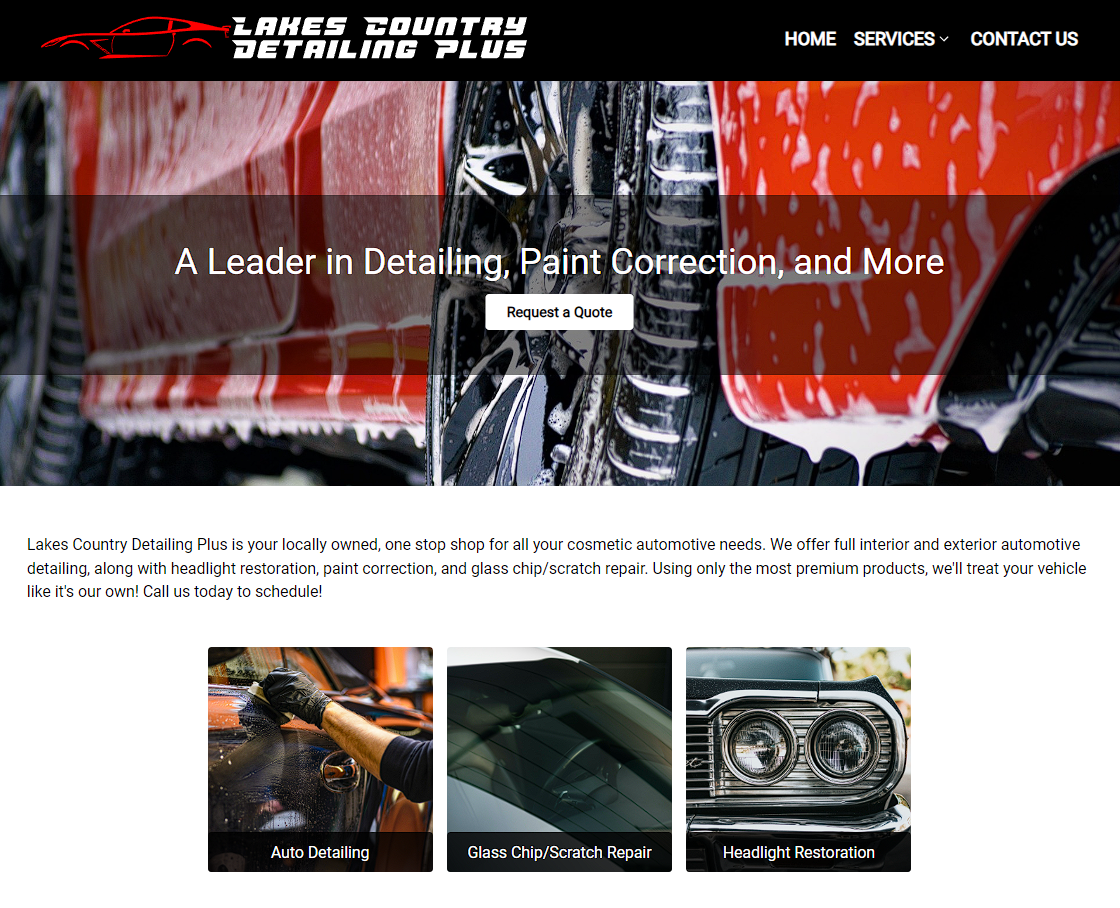 LAKES COUNTRY
DETAILING PLUS
HOME SERVICES CONTACT US
A Leader in Detailing, Paint Correction, and More
Request a Quote
Lakes Country Detailing Plus is your locally owned, one stop shop for all your cosmetic automotive needs. We offer full interior and exterior automotive
detailing, along with headlight restoration, paint correction, and glass chip/scratch repair. Using only the most premium products, we'll treat your vehicle
like it's our own! Call us today to schedule!
Auto Detailing
Glass Chip/Scratch Repair
Headlight Restoration